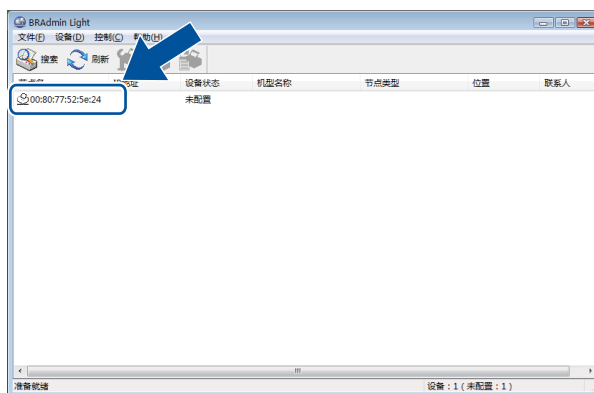 BRAdmin Light
文件(F) 设备(D) 控制(C) 帮助(H)
搜索 刷新
设备状态 机型名称 节点类型 位置 联系人
00:80:77:52:5e:24 未配置
准备就绪 设备：1 ( 未配置：1 )